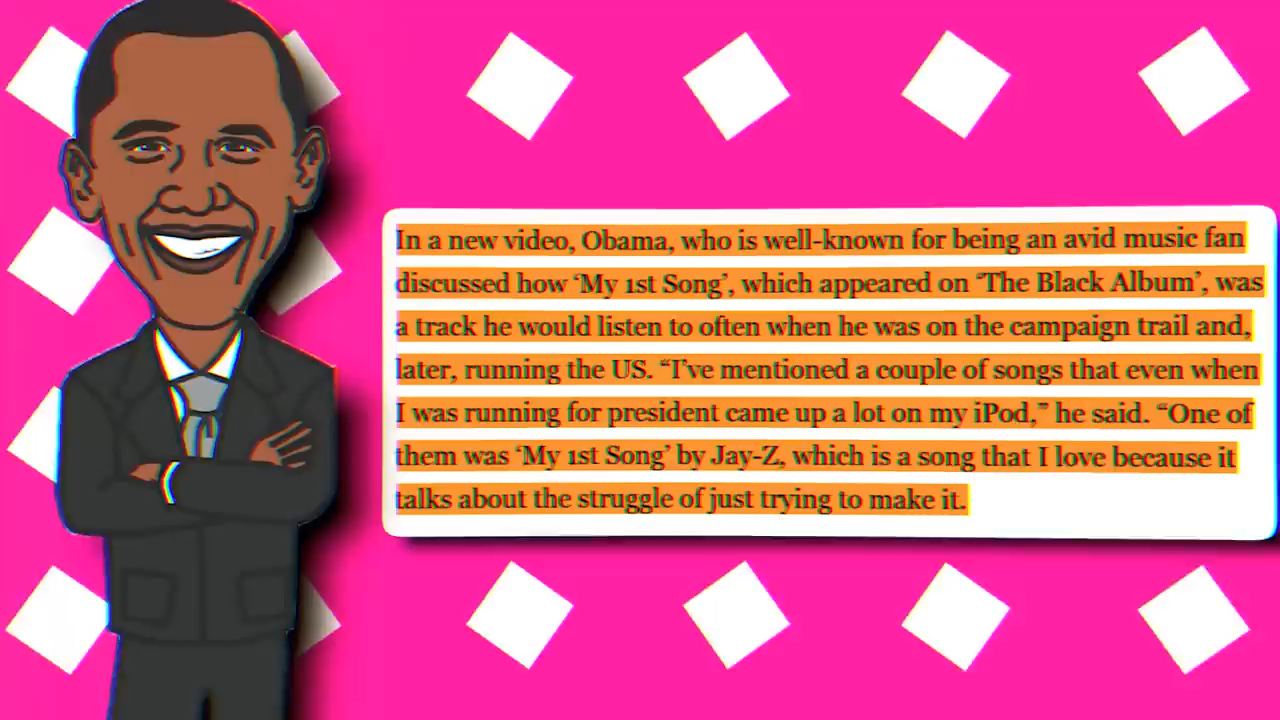 In a new video, Obama, who is well-known for being an avid music fan
discussed how ‘My 1st Song’, which appeared on ‘The Black Album’, was
a track he would listen to often when he was on the campaign trail and,
later, running the US. “I’ve mentioned a couple of songs that even when
I was running for president came up a lot on my iPod,” he said. “One of
them was ‘My 1st Song’ by Jay-Z, which is a song that I love because it
talks about the struggle of just trying to make it.